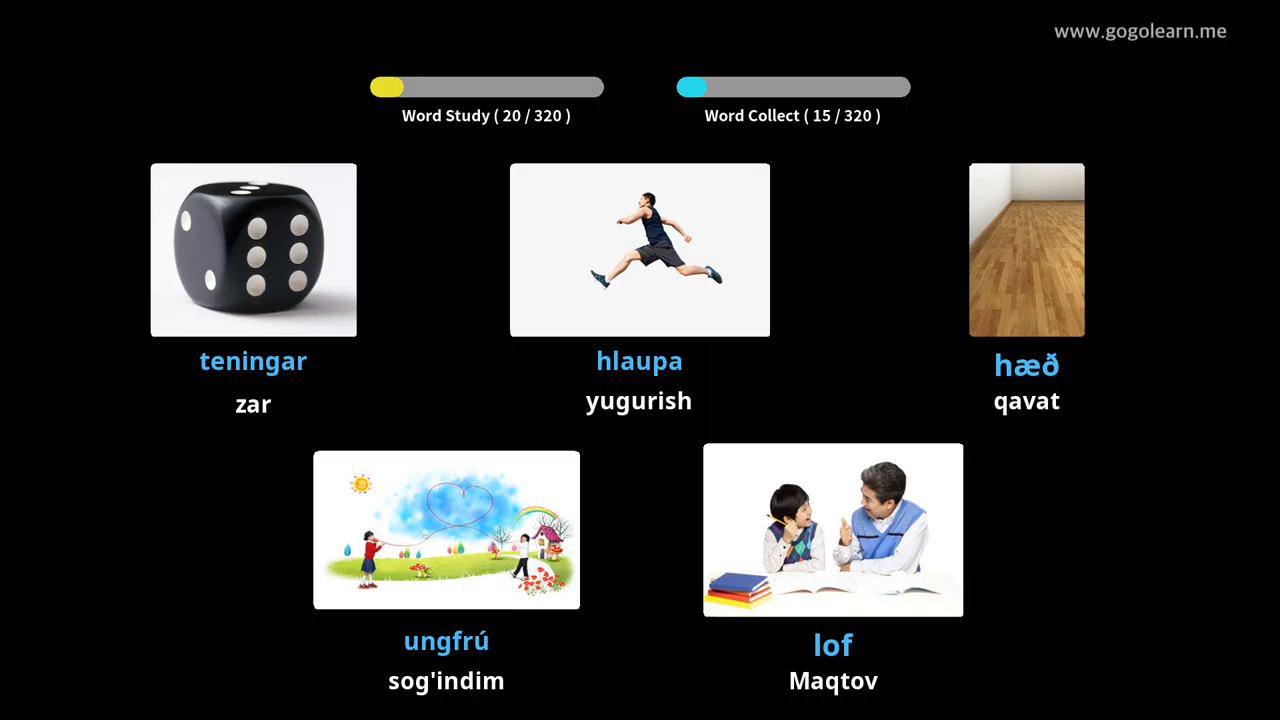 www.gogolearn.me
Word Study ( 20 / 320 )
Word Collect ( 15 / 320 )
teningar
zar
hlaupa
yugurish
hæð
qavat
ungfrú
sog'indim
lof
Maqtov